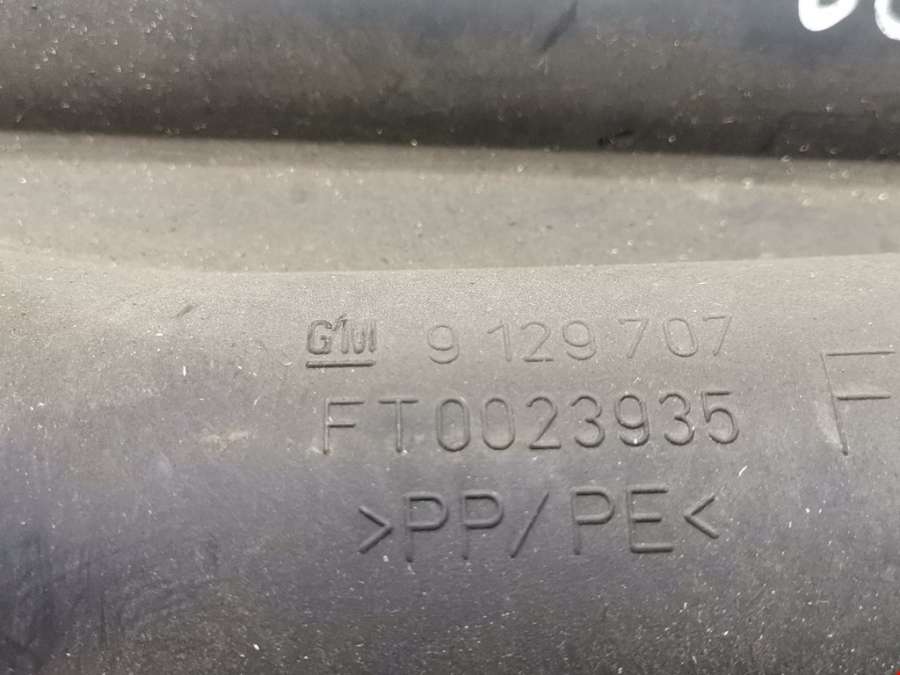 GM 9 129 707
FT0023935
>PP/PE<
F